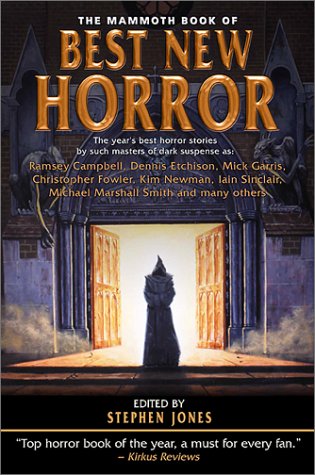 THE MAMMOTH BOOK OF
BEST NEW
HORROR
The year's best horror stories
by such masters of dark suspense as:
Ramsey Campbell, Dennis Etchison, Mick Garris,
Christopher Fowler, Kim Newman, Iain Sinclair,
Michael Marshall Smith and many others
EDITED BY
STEPHEN JONES
“Top horror book of the year, a must for every fan.”
– Kirkus Reviews